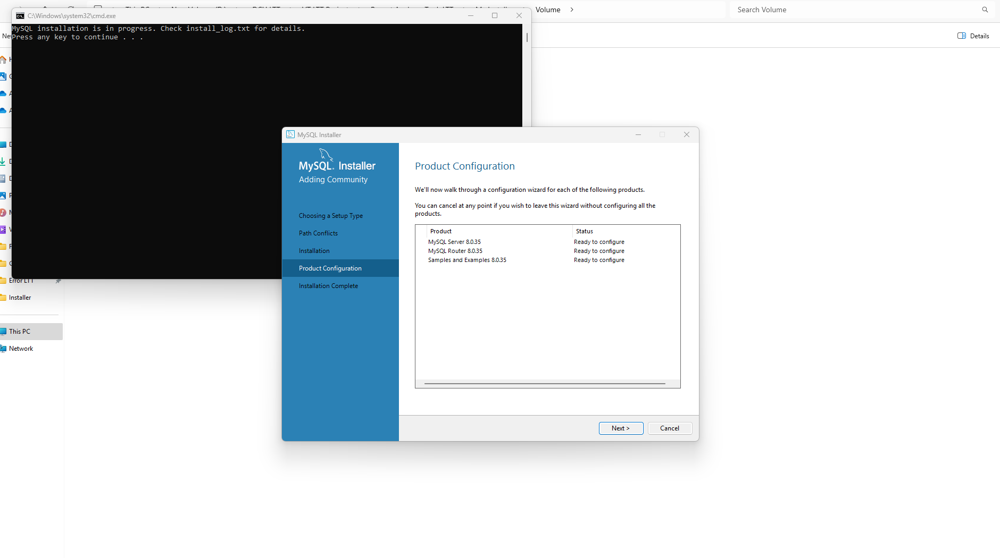 C:\Windows\system32\cmd.exe
MySQL installation is in progress. Check install_log.txt for details.
Press any key to continue . . .
Volume
Search Volume
Details
Error LTT
Installer
This PC
Network
MySQL Installer
MySQL. Installer
Adding Community
Choosing a Setup Type
Path Conflicts
Installation
Product Configuration
Installation Complete
Product Configuration
We'll now walk through a configuration wizard for each of the following products.
You can cancel at any point if you wish to leave this wizard without configuring all the
products.
Product Status
MySQL Server 8.0.35 Ready to configure
MySQL Router 8.0.35 Ready to configure
Samples and Examples 8.0.35 Ready to configure
Next >
Cancel